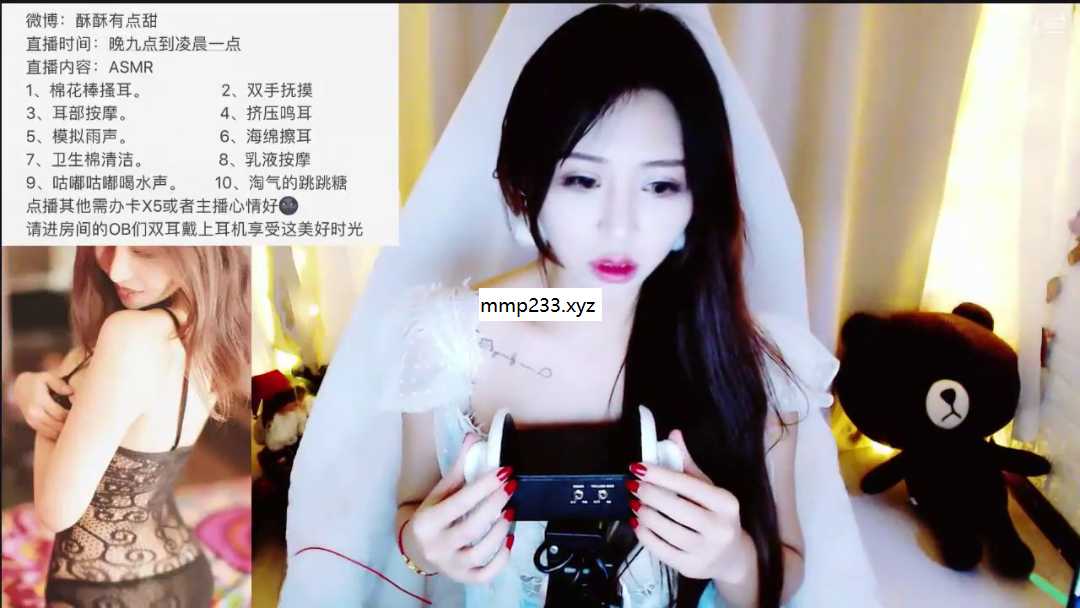 微博：酥酥有点甜
直播时间：晚九点到凌晨一点
直播内容：ASMR
1、棉花棒搔耳。 2、双手抚摸
3、耳部按摩。 4、挤压鸣耳
5、模拟雨声。 6、海绵擦耳
7、卫生棉清洁。 8、乳液按摩
9、咕嘟咕嘟喝水声。 10、淘气的跳跳糖
点播其他需办卡X5或者主播心情好🌚
请进房间的OB们双耳戴上耳机享受这美好时光
mmp233.xyz